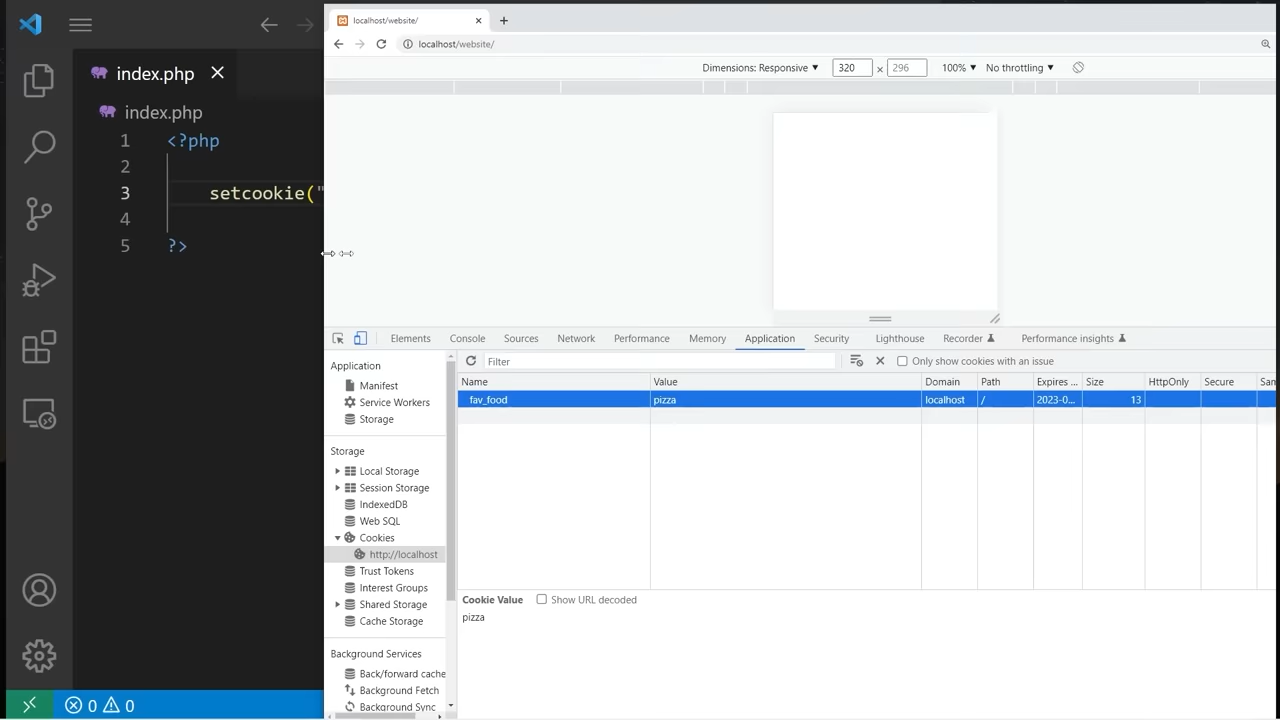 index.php
index.php
1 <?php
2
3 setcookie("
4
5 ?>
0 0
localhost/website/
localhost/website/
Dimensions: Responsive 320 × 296 100% No throttling
Elements Console Sources Network Performance Memory Application Security Lighthouse Recorder Performance insights
Application
Manifest
Service Workers
Storage
Storage
Local Storage
Session Storage
IndexedDB
Web SQL
Cookies
http://localhost
Trust Tokens
Interest Groups
Shared Storage
Cache Storage
Background Services
Back/forward cache
Background Fetch
Background Sync
Filter Only show cookies with an issue
Name Value Domain Path Expires ... Size HttpOnly Secure San
fav_food pizza localhost / 2023-0... 13
Cookie Value Show URL decoded
pizza